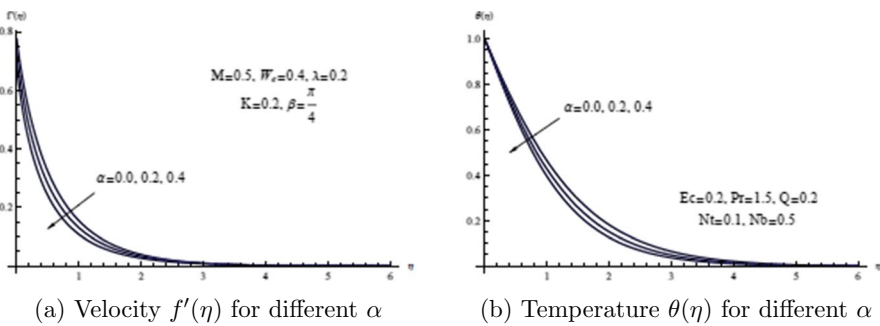 f'(η)
0.8
0.6
0.4
0.2
1 2 3 4 5 6 η
M=0.5, We=0.4, λ=0.2
K=0.2, β=π/4
α=0.0, 0.2, 0.4
(a) Velocity f′(η) for different α
θ(η)
1.0
0.8
0.6
0.4
0.2
1 2 3 4 5 6 η
α=0.0, 0.2, 0.4
Ec=0.2, Pr=1.5, Q=0.2
Nt=0.1, Nb=0.5
(b) Temperature θ(η) for different α